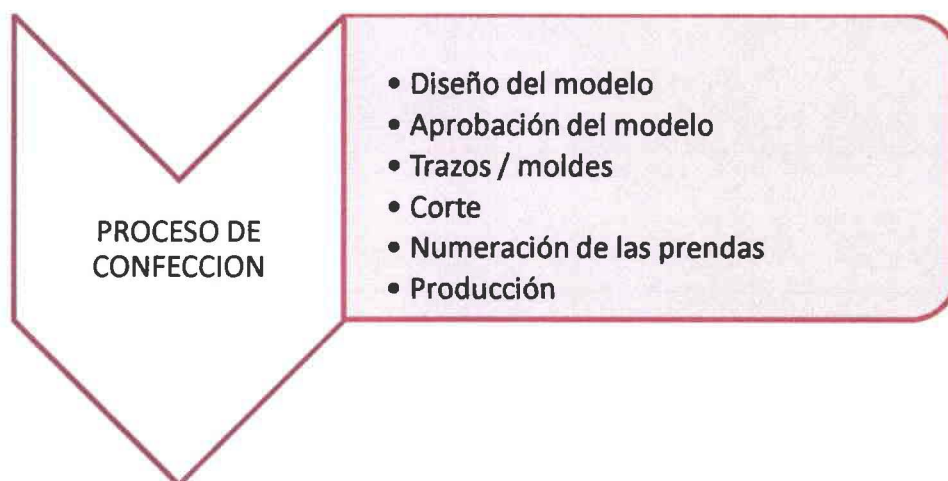 PROCESO DE
CONFECCION
• Diseño del modelo
• Aprobación del modelo
• Trazos / moldes
• Corte
• Numeración de las prendas
• Producción